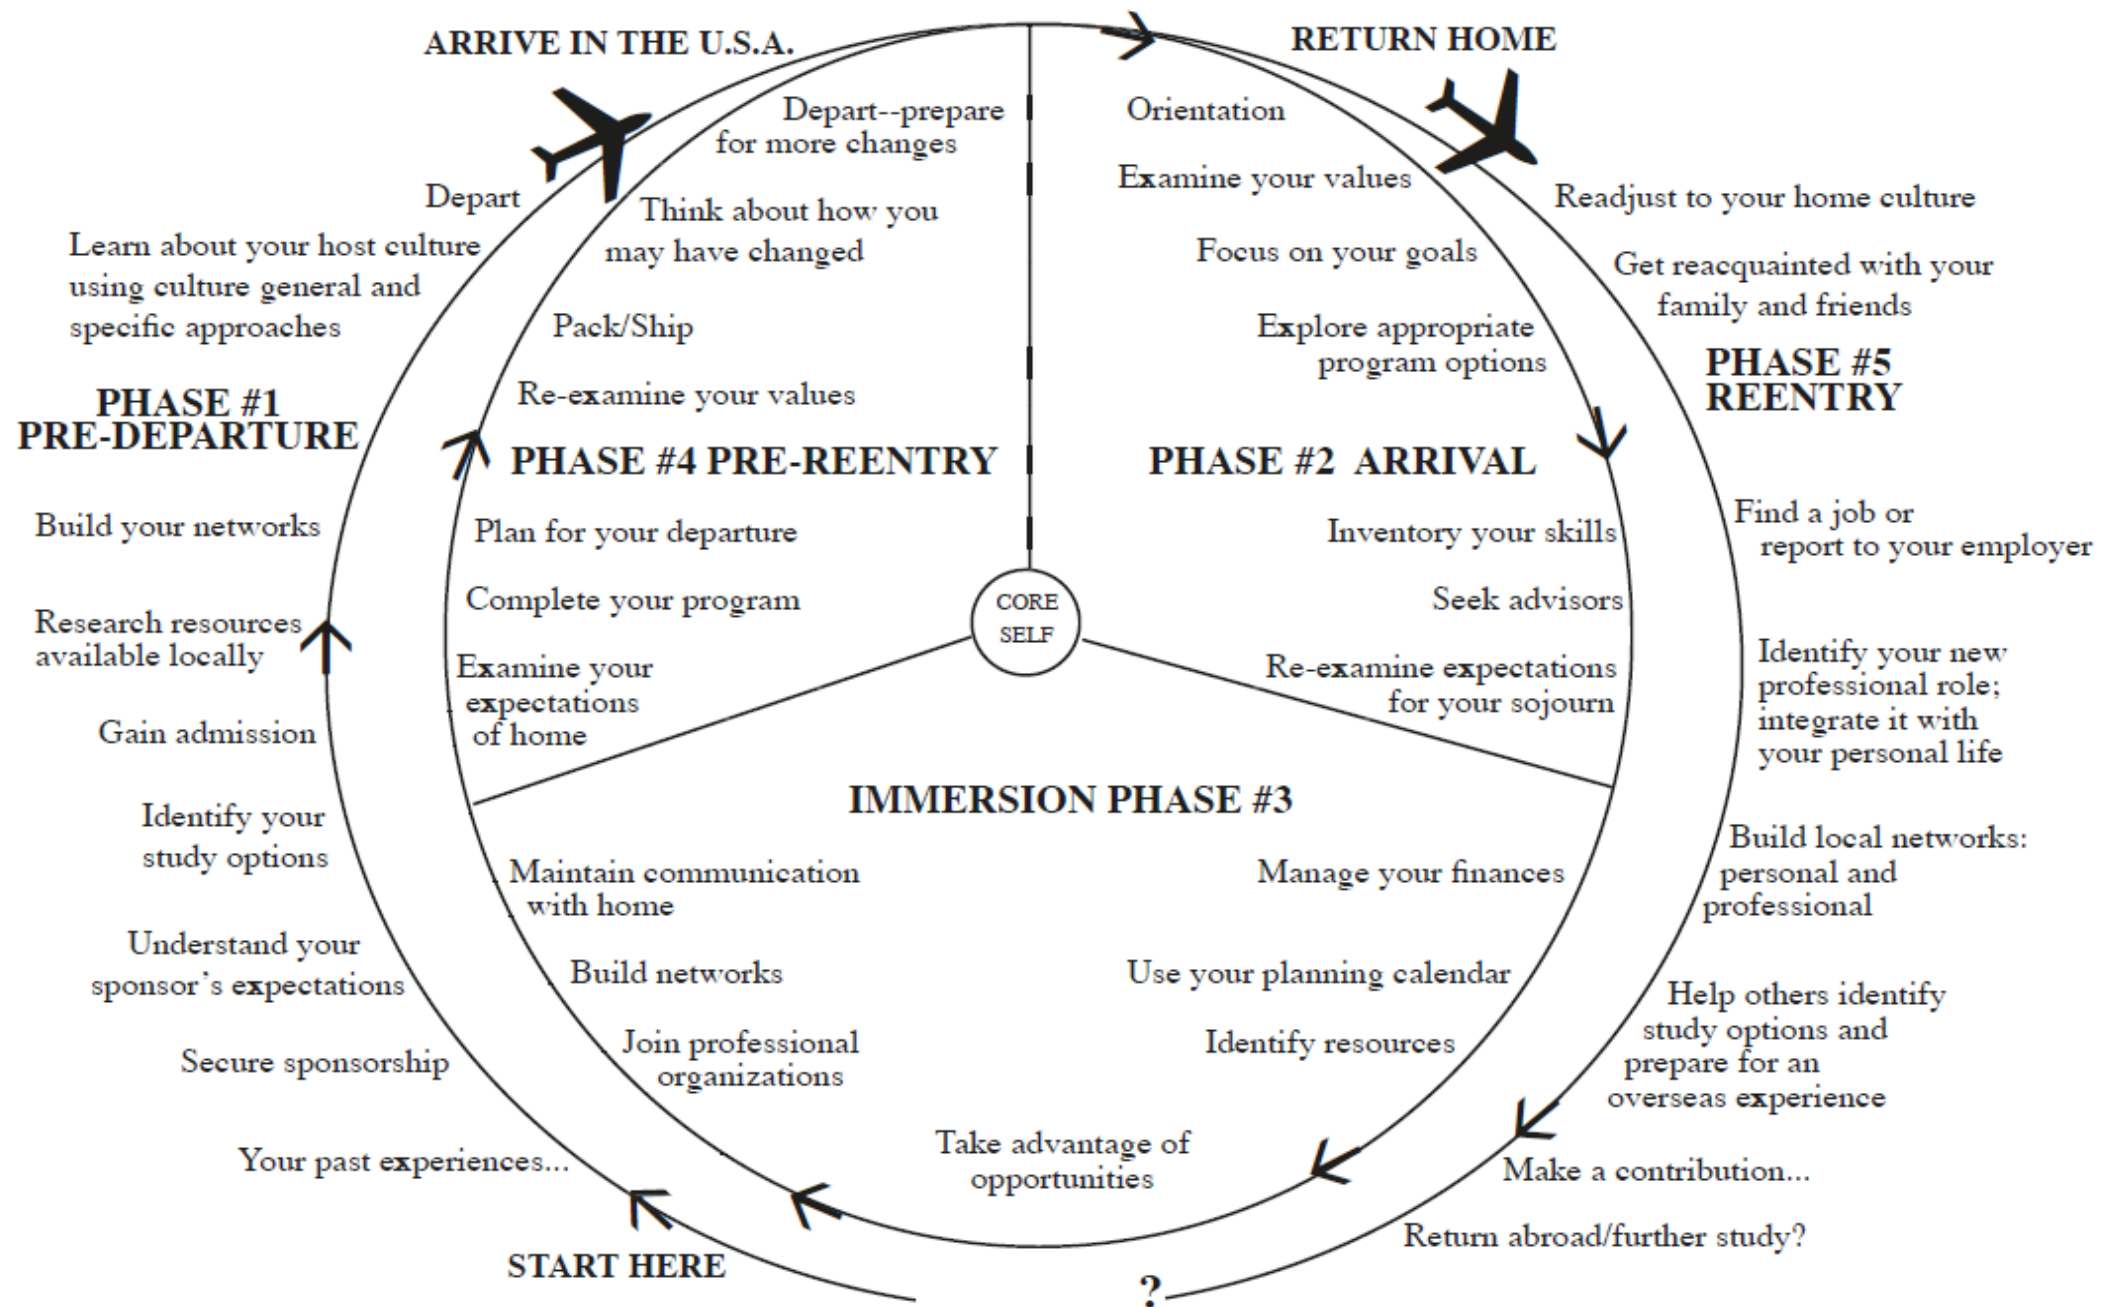 ARRIVE IN THE U.S.A.
RETURN HOME
START HERE
Your past experiences...
Secure sponsorship
Understand your
sponsor's expectations
Identify your
study options
Gain admission
Research resources
available locally
Build your networks
PHASE #1
PRE-DEPARTURE
Learn about your host culture
using culture general and
specific approaches
Depart
Orientation
Examine your values
Focus on your goals
Explore appropriate
program options
PHASE #2 ARRIVAL
Inventory your skills
Seek advisors
Re-examine expectations
for your sojourn
CORE
SELF
IMMERSION PHASE #3
Manage your finances
Use your planning calendar
Identify resources
Take advantage of
opportunities
Join professional
organizations
Build networks
Maintain communication
with home
Examine your
expectations
of home
Complete your program
Plan for your departure
PHASE #4 PRE-REENTRY
Re-examine your values
Pack/Ship
Think about how you
may have changed
Depart--prepare
for more changes
Readjust to your home culture
Get reacquainted with your
family and friends
PHASE #5
REENTRY
Find a job or
report to your employer
Identify your new
professional role;
integrate it with
your personal life
Build local networks:
personal and
professional
Help others identify
study options and
prepare for an
overseas experience
Make a contribution...
Return abroad/further study?
?